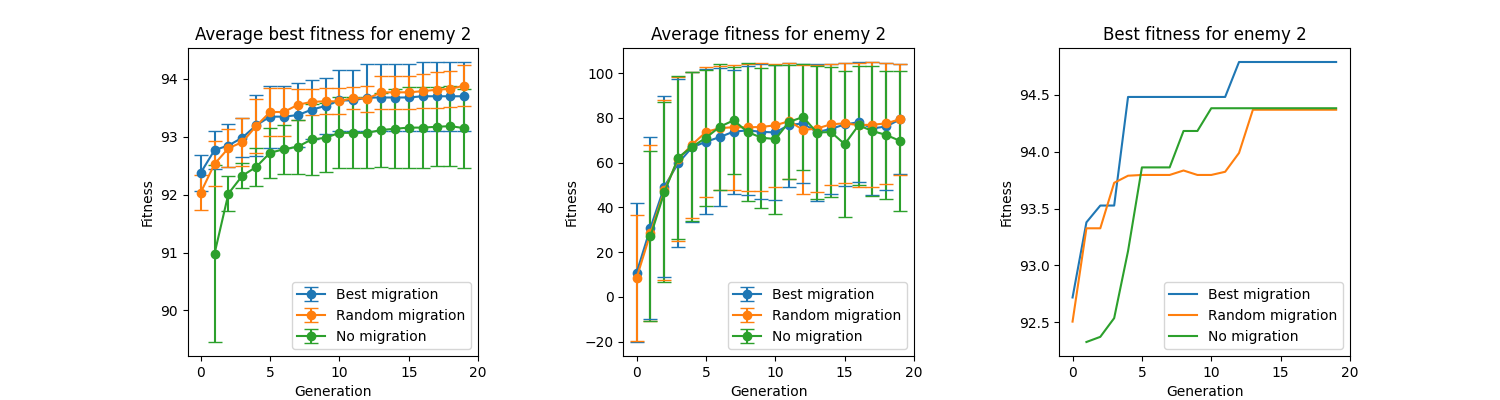 Average best fitness for enemy 2
Fitness
94
93
92
91
90
0
5
10
15
20
Generation
Best migration
Random migration
No migration
Average fitness for enemy 2
Fitness
100
80
60
40
20
0
−20
0
5
10
15
20
Generation
Best migration
Random migration
No migration
Best fitness for enemy 2
Fitness
94.5
94.0
93.5
93.0
92.5
0
5
10
15
20
Generation
Best migration
Random migration
No migration